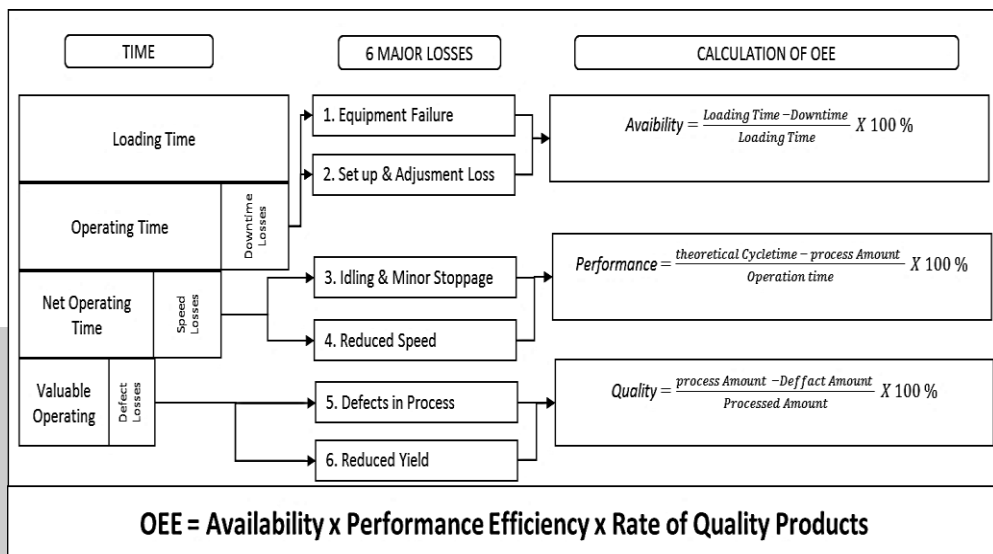 TIME
6 MAJOR LOSSES
CALCULATION OF OEE
Loading Time
Operating Time
Downtime
Losses
Net Operating
Time
Speed
Losses
Valuable
Operating
Defect
Losses
1. Equipment Failure
2. Set up & Adjusment Loss
3. Idling & Minor Stoppage
4. Reduced Speed
5. Defects in Process
6. Reduced Yield
Avaibility = (Loading Time − Downtime) / (Loading Time) X 100 %
Performance = (theoretical Cycletime − process Amount) / (Operation time) X 100 %
Quality = (process Amount − Deffact Amount) / (Processed Amount) X 100 %
OEE = Availability x Performance Efficiency x Rate of Quality Products